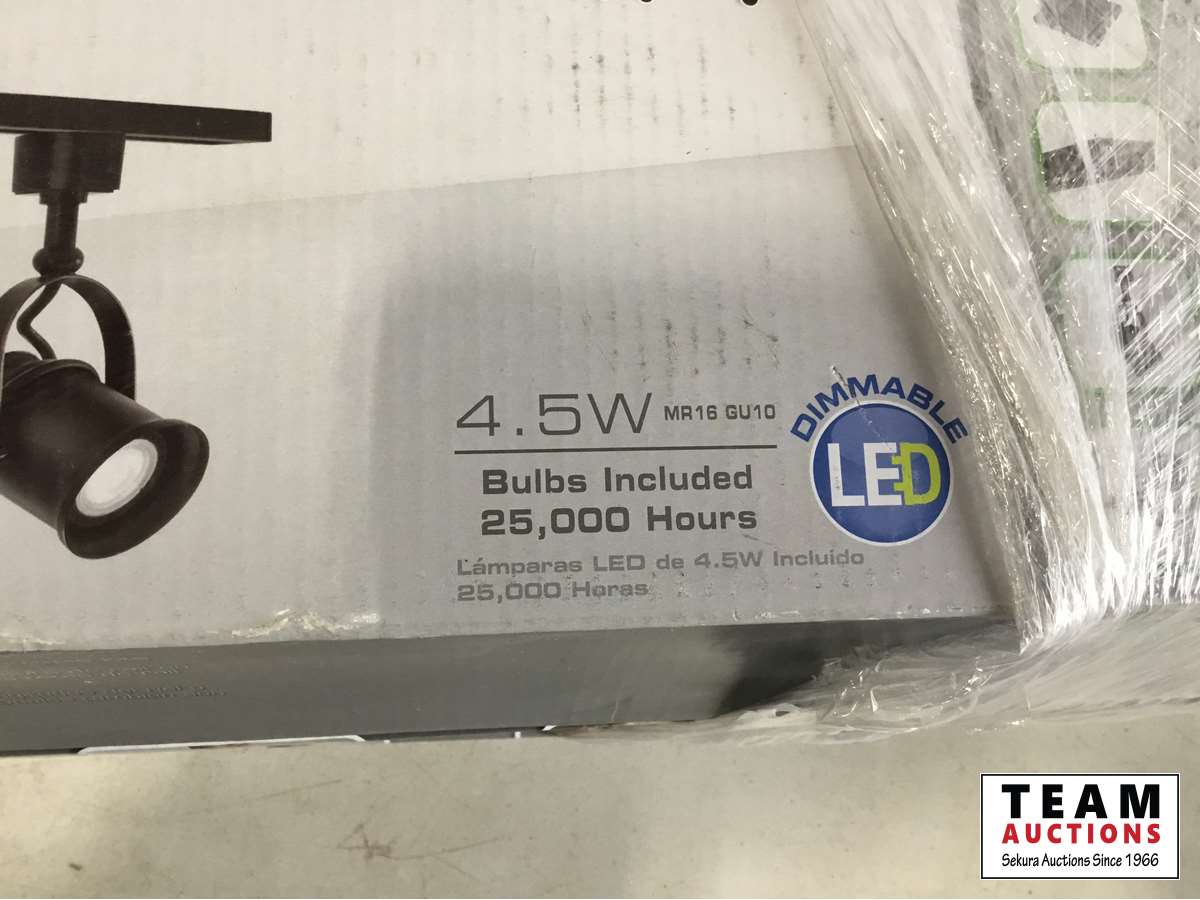 4.5W MR16 GU10
Bulbs Included
25,000 Hours
Lámparas LED de 4.5W Incluido
25,000 Horas
DIMMABLE
LED
TEAM
AUCTIONS
Sekura Auctions Since 1966